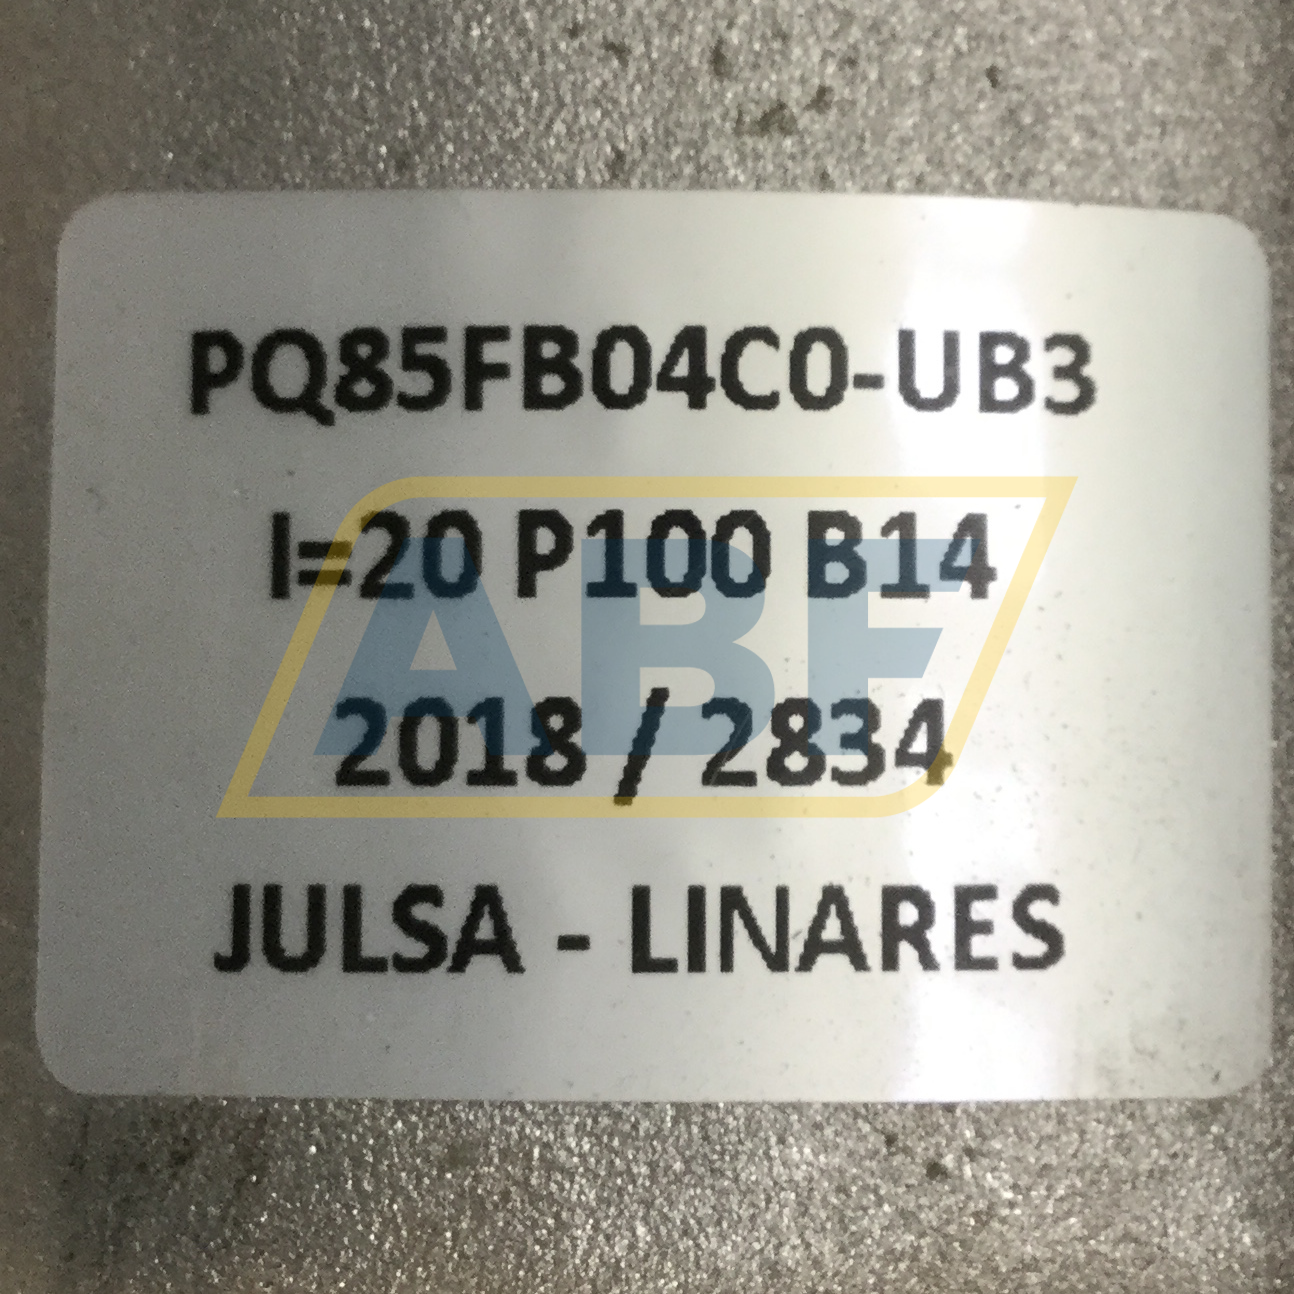 PQ85FB04C0-UB3
I=20 P100 B14
ABF
2018 / 2834
JULSA - LINARES